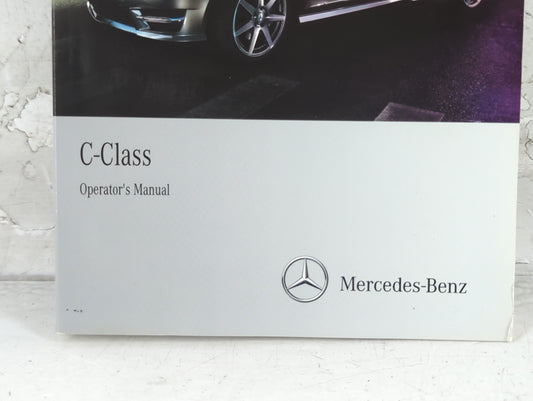 C-Class
Operator's Manual
Mercedes-Benz